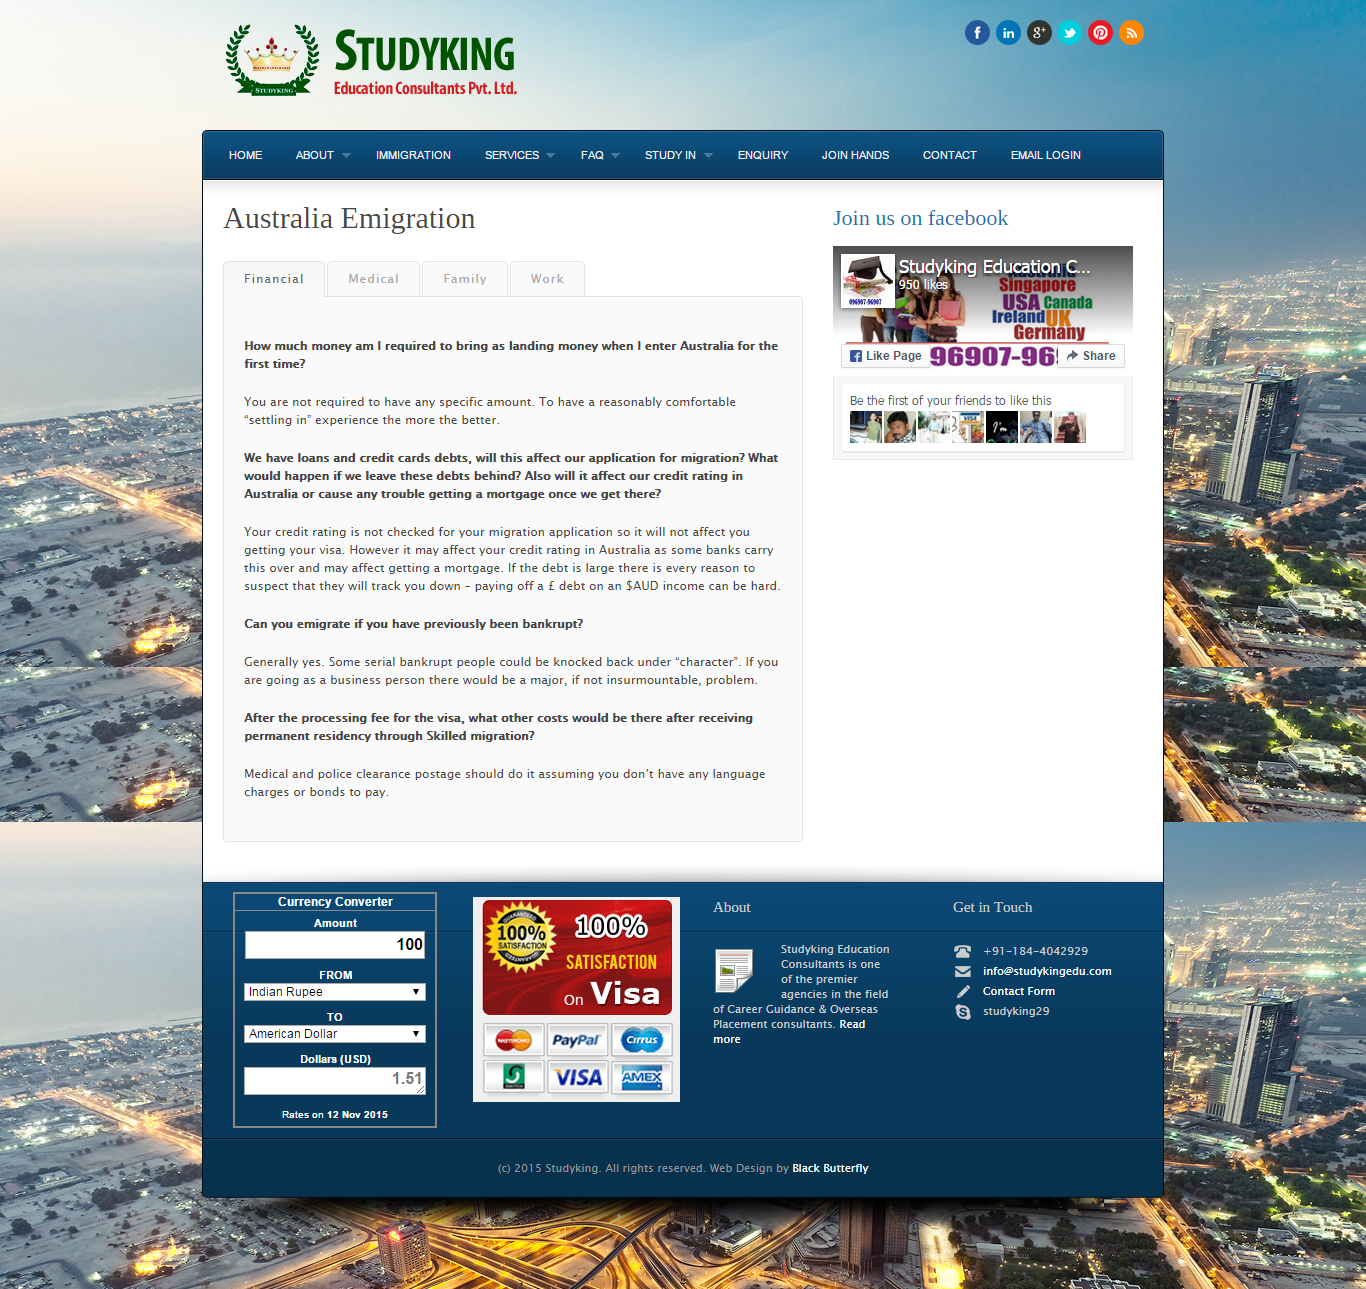 STUDYKING
Education Consultants Pvt. Ltd.
STUDYKING
HOME
ABOUT
IMMIGRATION
SERVICES
FAQ
STUDY IN
ENQUIRY
JOIN HANDS
CONTACT
EMAIL LOGIN
Australia Emigration
Financial
Medical
Family
Work
How much money am I required to bring as landing money when I enter Australia for the
first time?
You are not required to have any specific amount. To have a reasonably comfortable
“settling in” experience the more the better.
We have loans and credit cards debts, will this affect our application for migration? What
would happen if we leave these debts behind? Also will it affect our credit rating in
Australia or cause any trouble getting a mortgage once we get there?
Your credit rating is not checked for your migration application so it will not affect you
getting your visa. However it may affect your credit rating in Australia as some banks carry
this over and may affect getting a mortgage. If the debt is large there is every reason to
suspect that they will track you down – paying off a £ debt on an $AUD income can be hard.
Can you emigrate if you have previously been bankrupt?
Generally yes. Some serial bankrupt people could be knocked back under “character”. If you
are going as a business person there would be a major, if not insurmountable, problem.
After the processing fee for the visa, what other costs would be there after receiving
permanent residency through Skilled migration?
Medical and police clearance postage should do it assuming you don’t have any language
charges or bonds to pay.
Join us on facebook
Studyking Education C...
950 likes
096907-96907
Australia
Singapore
USA Canada
Ireland UK
Germany
96907-969
Like Page
Share
Be the first of your friends to like this
VISA
I'm
Currency Converter
Amount
100
FROM
Indian Rupee
TO
American Dollar
Dollars (USD)
1.51
Rates on 12 Nov 2015
GUARANTEED
100%
SATISFACTION
100%
SATISFACTION
On Visa
MasterCard
PayPal
Cirrus
VISA
AMEX
About
Studyking Education
Consultants is one
of the premier
agencies in the field
of Career Guidance & Overseas
Placement consultants. Read
more
Get in Touch
+91-184-4042929
info@studykingedu.com
Contact Form
studyking29
(c) 2015 Studyking. All rights reserved. Web Design by Black Butterfly